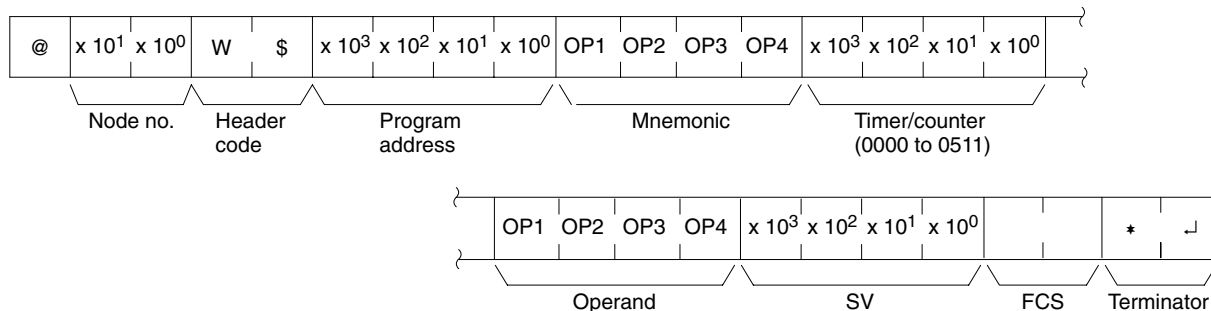 @ x 10¹ x 10⁰ W $ x 10³ x 10² x 10¹ x 10⁰ OP1 OP2 OP3 OP4 x 10³ x 10² x 10¹ x 10⁰
Node no. Header code Program address Mnemonic Timer/counter (0000 to 0511)
OP1 OP2 OP3 OP4 x 10³ x 10² x 10¹ x 10⁰ * ↵
Operand SV FCS Terminator